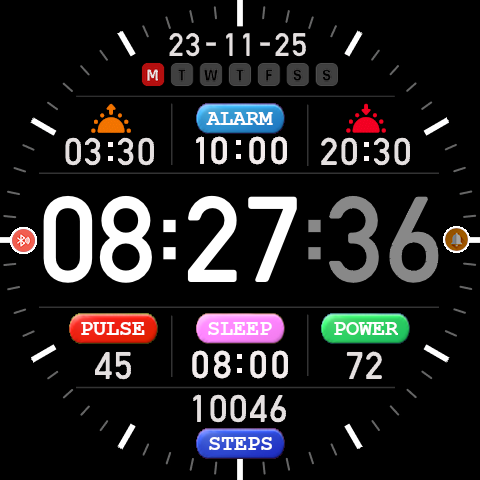 23-11-25
M T W T F S S
ALARM
03:30 10:00 20:30
08:27:36
PULSE SLEEP POWER
45 08:00 72
10046
STEPS